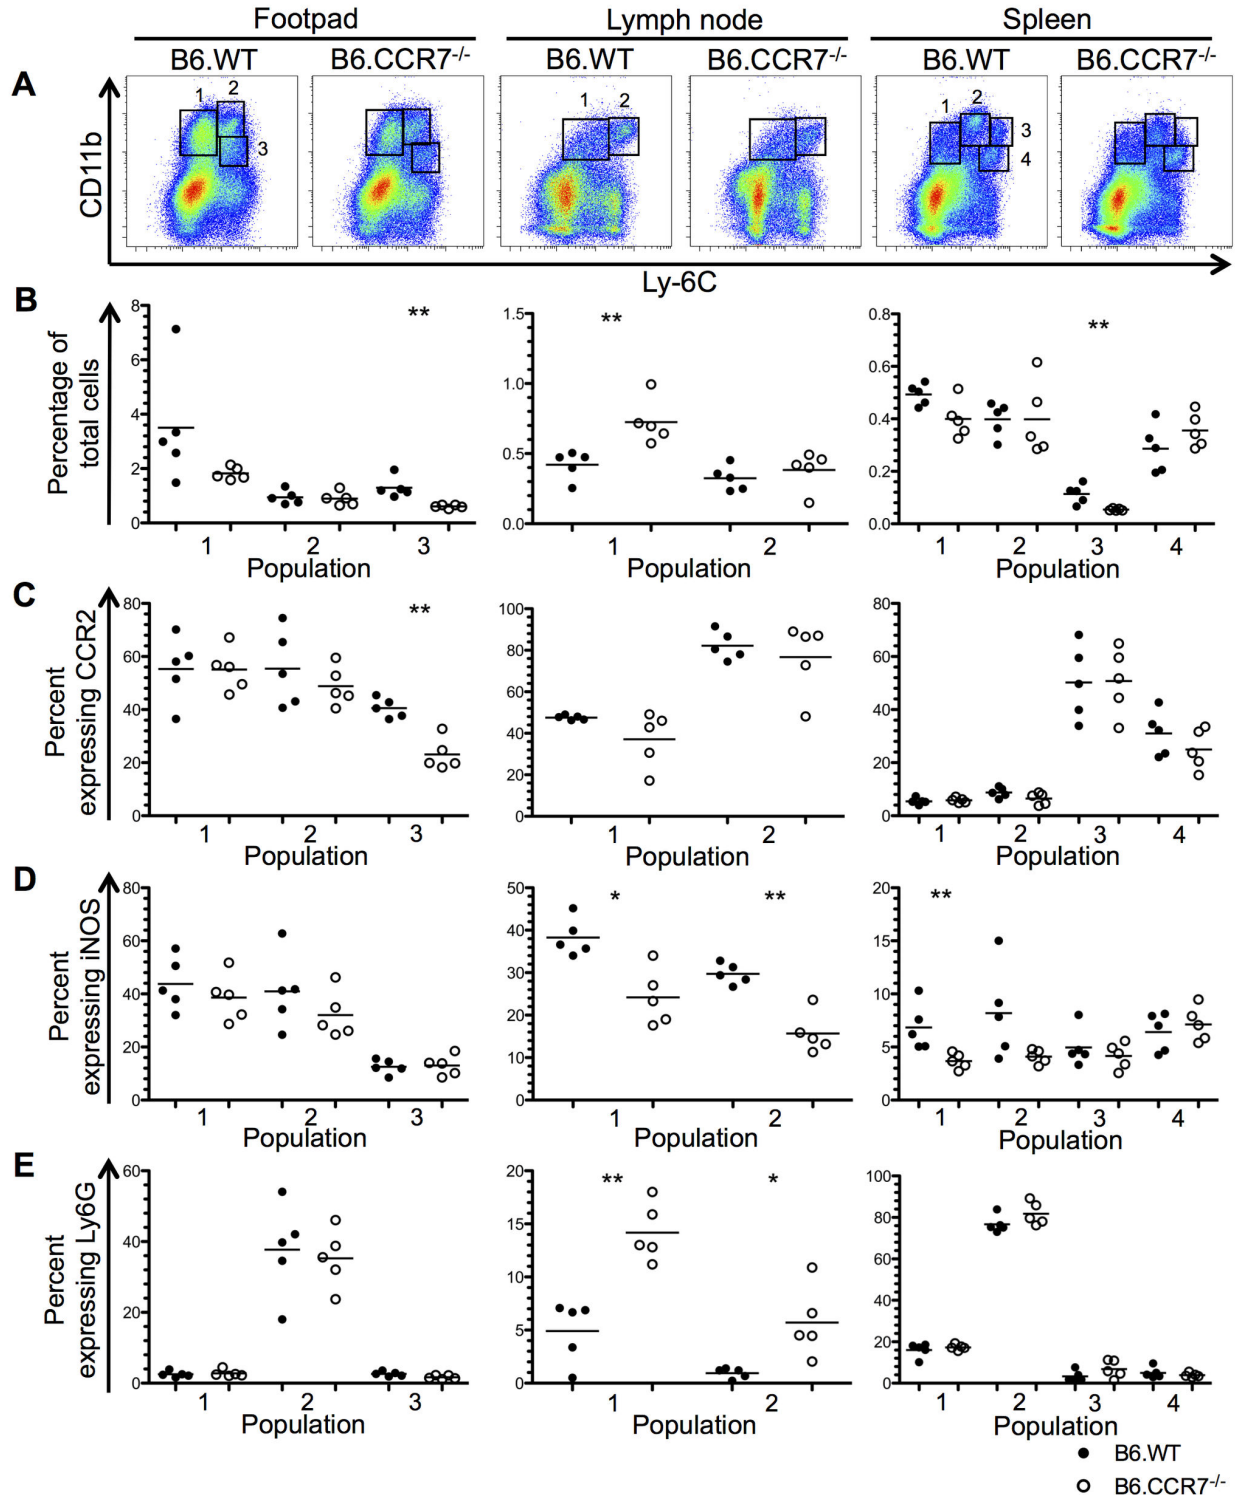 Footpad Lymph node Spleen
B6.WT B6.CCR7-/- B6.WT B6.CCR7-/- B6.WT B6.CCR7-/-
A
CD11b
1 2 3
1 2
1 2 3 4
Ly-6C
B
Percentage of
total cells
8 6 4 2 0
**
1 2 3
Population
1.5 1.0 0.5 0.0
**
1 2
Population
0.8 0.6 0.4 0.2 0.0
**
1 2 3 4
Population
C
Percent
expressing CCR2
80 60 40 20 0
**
1 2 3
Population
100 80 60 40 20 0
1 2
Population
80 60 40 20 0
1 2 3 4
Population
D
Percent
expressing iNOS
80 60 40 20 0
1 2 3
Population
50 40 30 20 10 0
* **
1 2
Population
20 15 10 5 0
**
1 2 3 4
Population
E
Percent
expressing Ly6G
60 40 20 0
1 2 3
Population
20 15 10 5 0
** *
1 2
Population
100 80 60 40 20 0
1 2 3 4
Population
B6.WT
B6.CCR7-/-